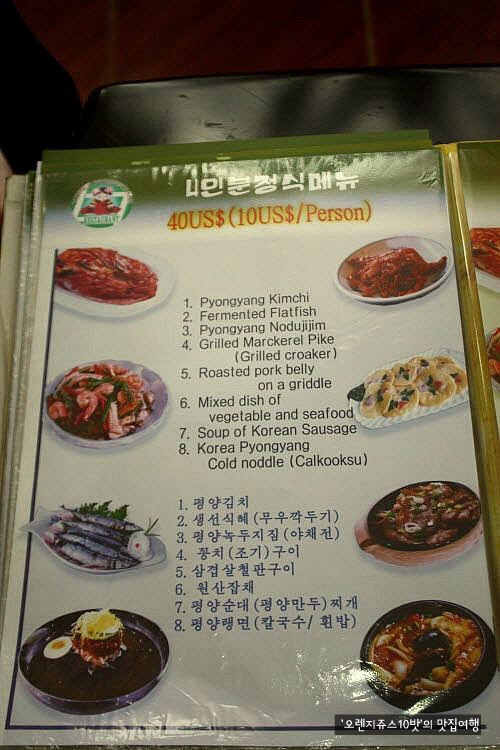 RESTAURANT
4인분정식메뉴
40US$(10US$/Person)
1. Pyongyang Kimchi
2. Fermented Flatfish
3. Pyongyang Nodujijim
4. Grilled Marckerel Pike
(Grilled croaker)
5. Roasted pork belly
on a griddle
6. Mixed dish of
vegetable and seafood
7. Soup of Korean Sausage
8. Korea Pyongyang
Cold noddle (Calkooksu)
1. 평양김치
2. 생선식혜 (무우깍두기)
3. 평양녹두지짐 (야채전)
4. 꽁치 (조기) 구이
5. 삼겹살철판구이
6. 원산잡채
7. 평양순대 (평양만두) 찌개
8. 평양랭면 (칼국수/ 흰밥)
'오렌지쥬스10밧'의 맛집여행